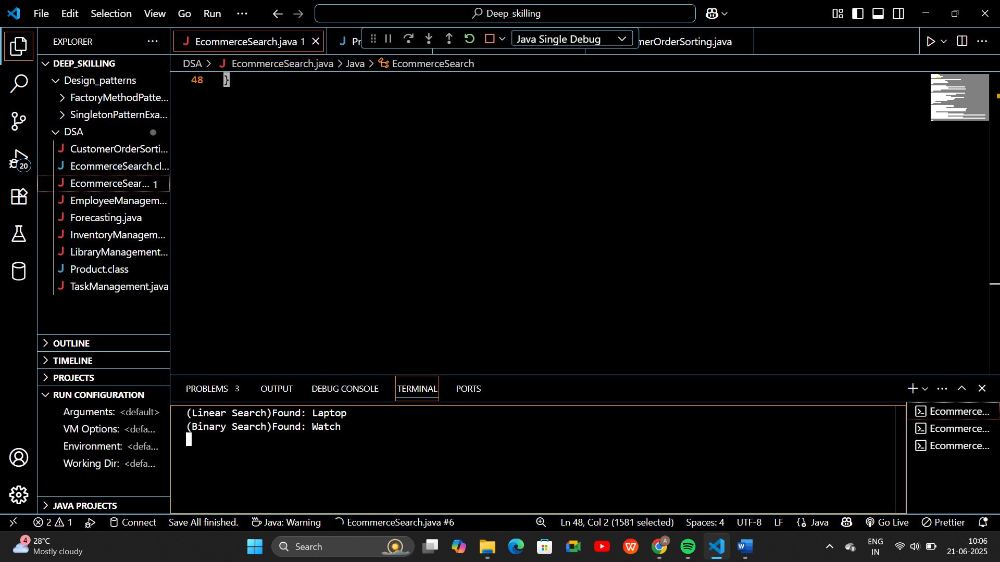 File Edit Selection View Go Run ···
Deep_skilling
EXPLORER
EcommerceSearch.java 1
Java Single Debug
merOrderSorting.java
DSA > EcommerceSearch.java > Java > EcommerceSearch
DEEP_SKILLING
Design_patterns
FactoryMethodPatte...
SingletonPatternExa...
DSA
CustomerOrderSorti...
EcommerceSearch.cl...
EcommerceSear... 1
EmployeeManagem...
Forecasting.java
InventoryManagem...
LibraryManagement...
Product.class
TaskManagement.java
20
OUTLINE
TIMELINE
PROJECTS
RUN CONFIGURATION
Arguments: <default>
VM Options: <defa...
Environment: <defa...
Working Dir: <defa...
JAVA PROJECTS
48 }
PROBLEMS 3 OUTPUT DEBUG CONSOLE TERMINAL PORTS
(Linear Search)Found: Laptop
(Binary Search)Found: Watch
Ecommerce...
Ecommerce...
Ecommerce...
2 1 Connect Save All finished. Java: Warning EcommerceSearch.java #6 Ln 48, Col 2 (1581 selected) Spaces: 4 UTF-8 LF Java Go Live Prettier
4
28°C
Mostly cloudy
Search
A
ENG
IN
10:06
21-06-2025